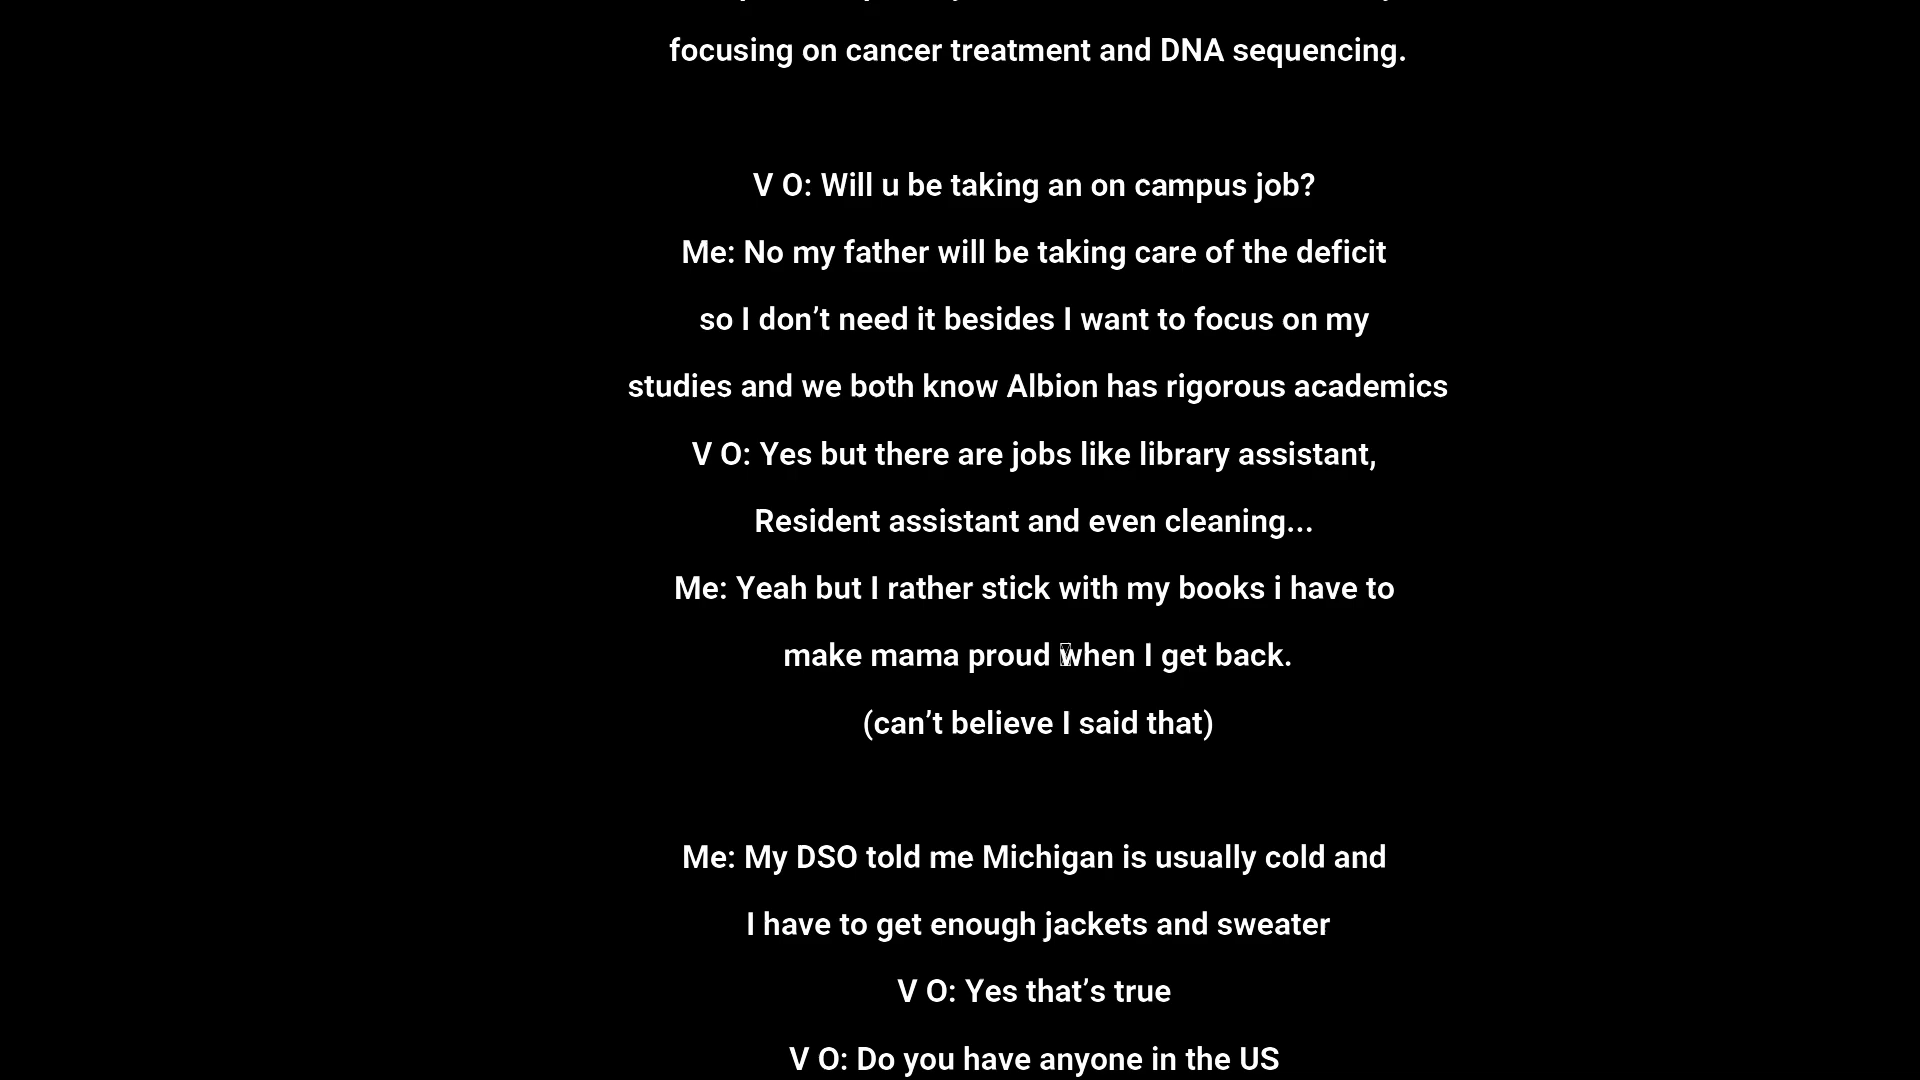 focusing on cancer treatment and DNA sequencing.
V O: Will u be taking an on campus job?
Me: No my father will be taking care of the deficit
so I don’t need it besides I want to focus on my
studies and we both know Albion has rigorous academics
V O: Yes but there are jobs like library assistant,
Resident assistant and even cleaning...
Me: Yeah but I rather stick with my books i have to
make mama proud when I get back.
(can’t believe I said that)
Me: My DSO told me Michigan is usually cold and
I have to get enough jackets and sweater
V O: Yes that’s true
V O: Do you have anyone in the US